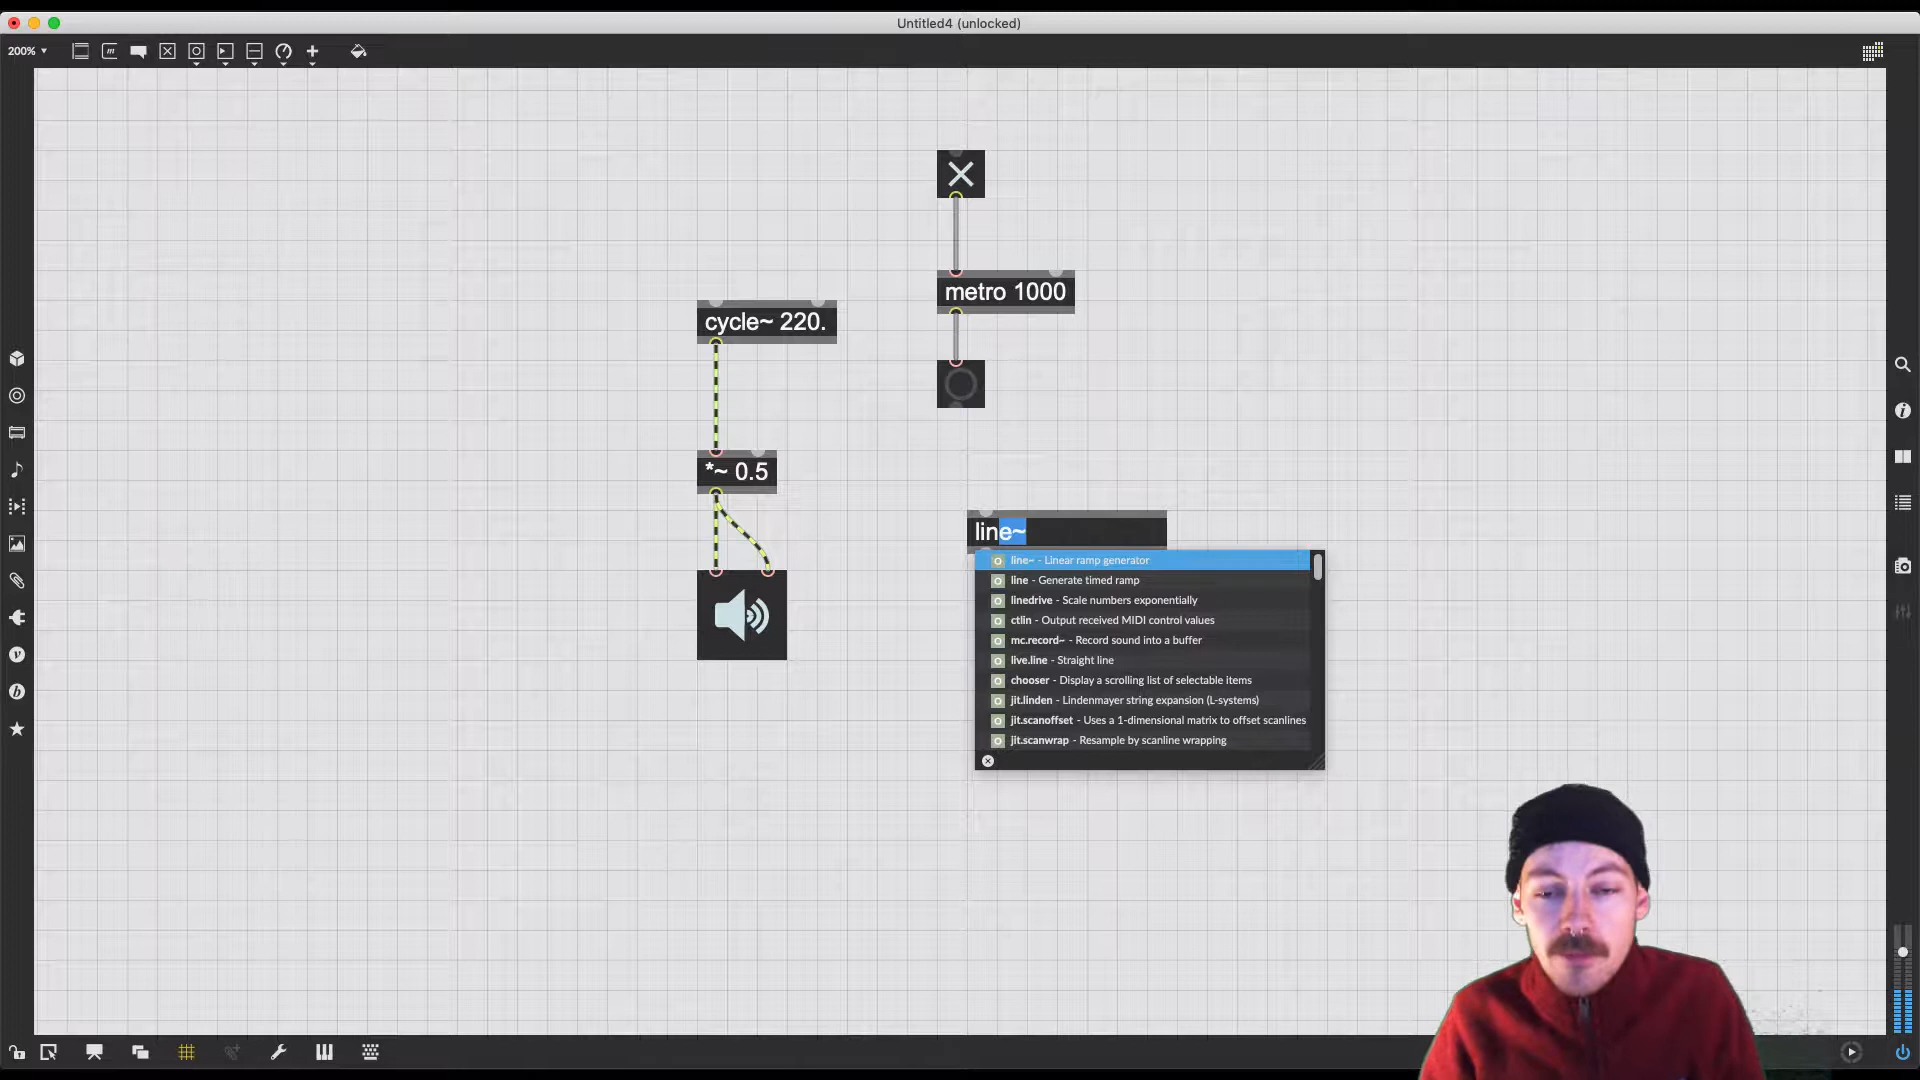 Untitled4 (unlocked)
200%
m
metro 1000
cycle~ 220.
*~ 0.5
line~
line~ - Linear ramp generator
line - Generate timed ramp
linedrive - Scale numbers exponentially
ctlin - Output received MIDI control values
mc.record~ - Record sound into a buffer
live.line - Straight line
chooser - Display a scrolling list of selectable items
jit.linden - Lindenmayer string expansion (L-systems)
jit.scanoffset - Uses a 1-dimensional matrix to offset scanlines
jit.scanwrap - Resample by scanline wrapping